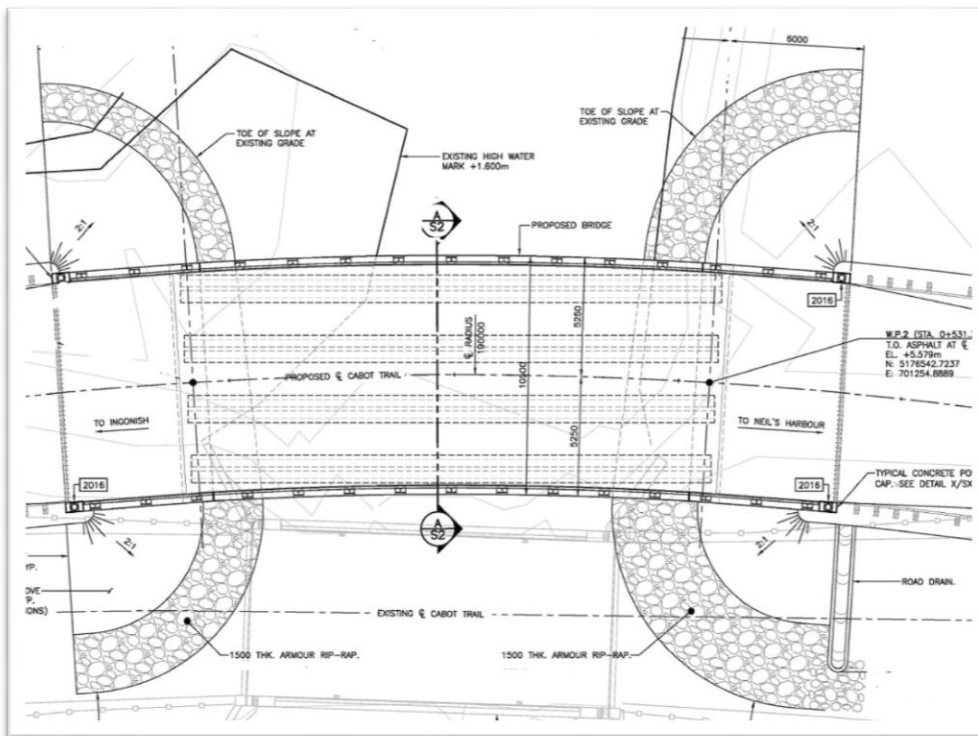 6000
TOE OF SLOPE AT
EXISTING GRADE
TOE OF SLOPE AT
EXISTING GRADE
EXISTING HIGH WATER
MARK +1.600m
2:1
A
S2
PROPOSED BRIDGE
2:1
2016
℄ RADIUS
190000
5250
10500
W.P.2 (STA. 0+531.
T.O. ASPHALT AT ℄
EL. +5.579m
N: 5176542.7237
E: 701254.8889
PROPOSED ℄ CABOT TRAIL
TO INGONISH
5250
TO NEIL'S HARBOUR
2016
2016
TYPICAL CONCRETE PO
CAP. SEE DETAIL X/SX
A
S2
2:1
2:1
YP.
OVE
P.
IONS)
ROAD DRAIN.
EXISTING ℄ CABOT TRAIL
1500 THK. ARMOUR RIP-RAP.
1500 THK. ARMOUR RIP-RAP.